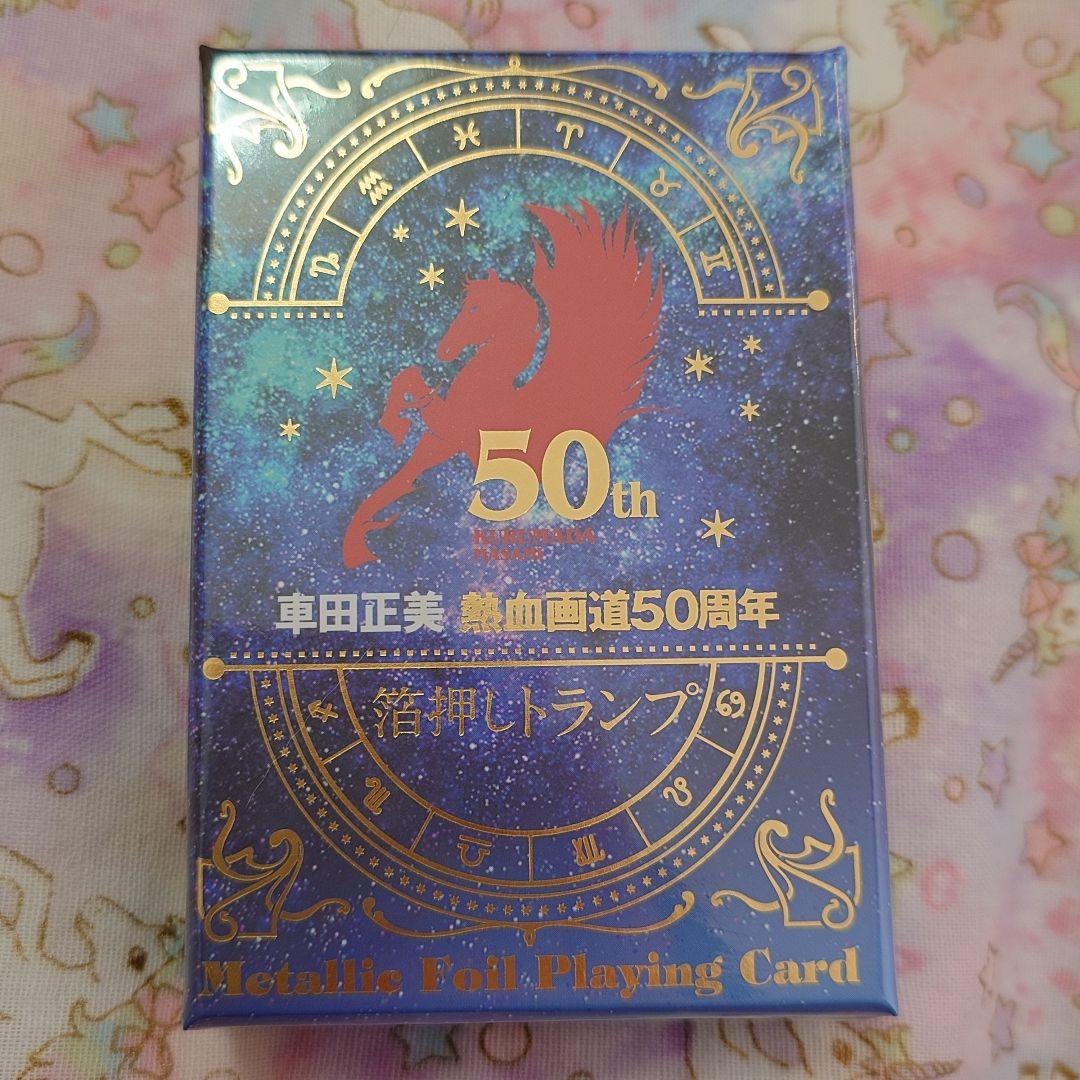 50th
KURUMADA
MASAMI
車田正美 熱血画道50周年
箔押しトランプ
Metallic Foil Playing Card